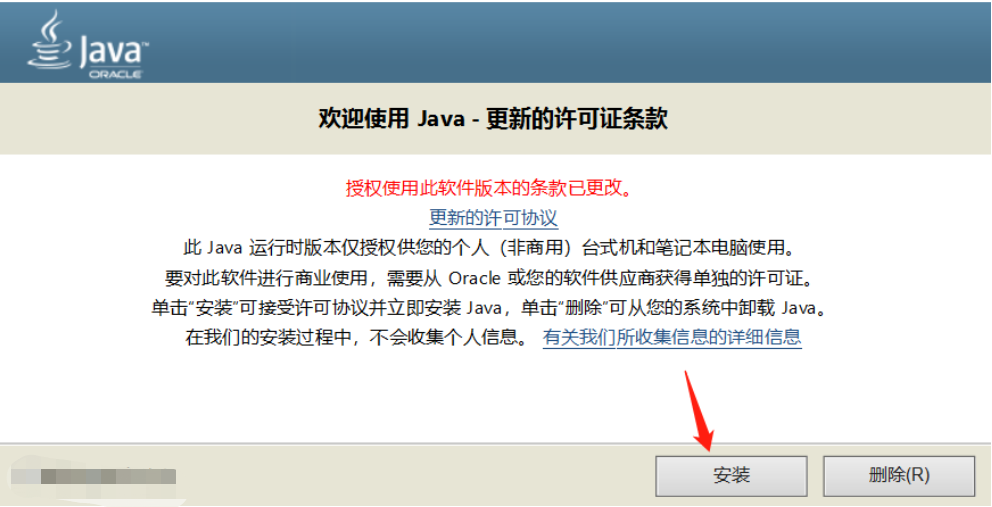 Java™
ORACLE
欢迎使用 Java - 更新的许可证条款
授权使用此软件版本的条款已更改。
更新的许可协议
此 Java 运行时版本仅授权供您的个人（非商用）台式机和笔记本电脑使用。
要对此软件进行商业使用，需要从 Oracle 或您的软件供应商获得单独的许可证。
单击“安装”可接受许可协议并立即安装 Java，单击“删除”可从您的系统中卸载 Java。
在我们的安装过程中，不会收集个人信息。 有关我们所收集信息的详细信息
安装 删除(R)